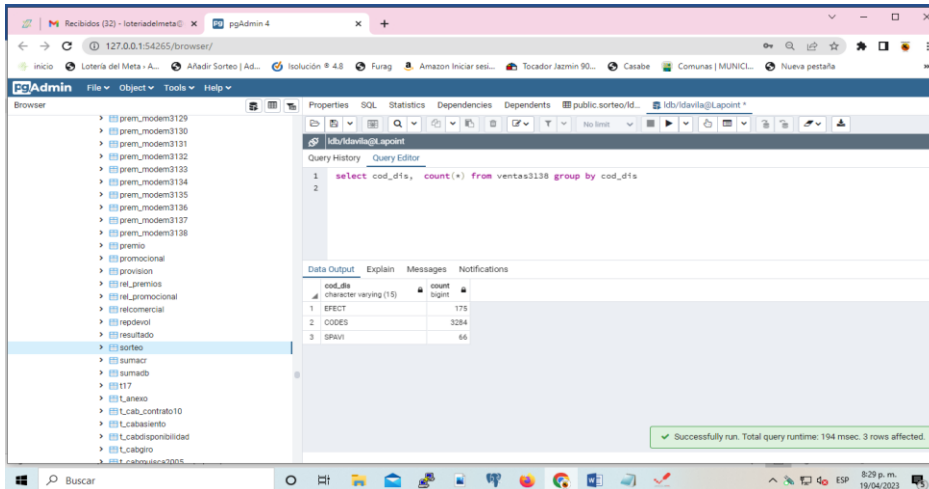 Recibidos (32) - loteriadelmeta@
pgAdmin 4
127.0.0.1:54265/browser/
inicio Lotería del Meta › A... Añadir Sorteo | Ad... Isolución ® 4.8 Furag Amazon Iniciar sesi... Tocador Jazmin 90... Casabe Comunas | MUNICI... Nueva pestaña
pgAdmin File Object Tools Help
Browser
Properties SQL Statistics Dependencies Dependents public.sorteo/ld... ldb/ldavila@Lapoint *
No limit
ldb/ldavila@Lapoint
Query History Query Editor
1 select cod_dis, count(*) from ventas3138 group by cod_dis
2
prem_modem3129
prem_modem3130
prem_modem3131
prem_modem3132
prem_modem3133
prem_modem3134
prem_modem3135
prem_modem3136
prem_modem3137
prem_modem3138
premio
promocional
provision
rel_premios
rel_promocional
relcomercial
repdevol
resultado
sorteo
sumacr
sumadb
t17
t_anexo
t_cab_contrato10
t_cabasiento
t_cabdisponibilidad
t_cabgiro
t_cabmuisca2005
Data Output Explain Messages Notifications
cod_dis character varying (15)
count bigint
1 EFECT 175
2 CODES 3284
3 SPAVI 66
Successfully run. Total query runtime: 194 msec. 3 rows affected.
Buscar
ESP
8:29 p. m.
19/04/2023